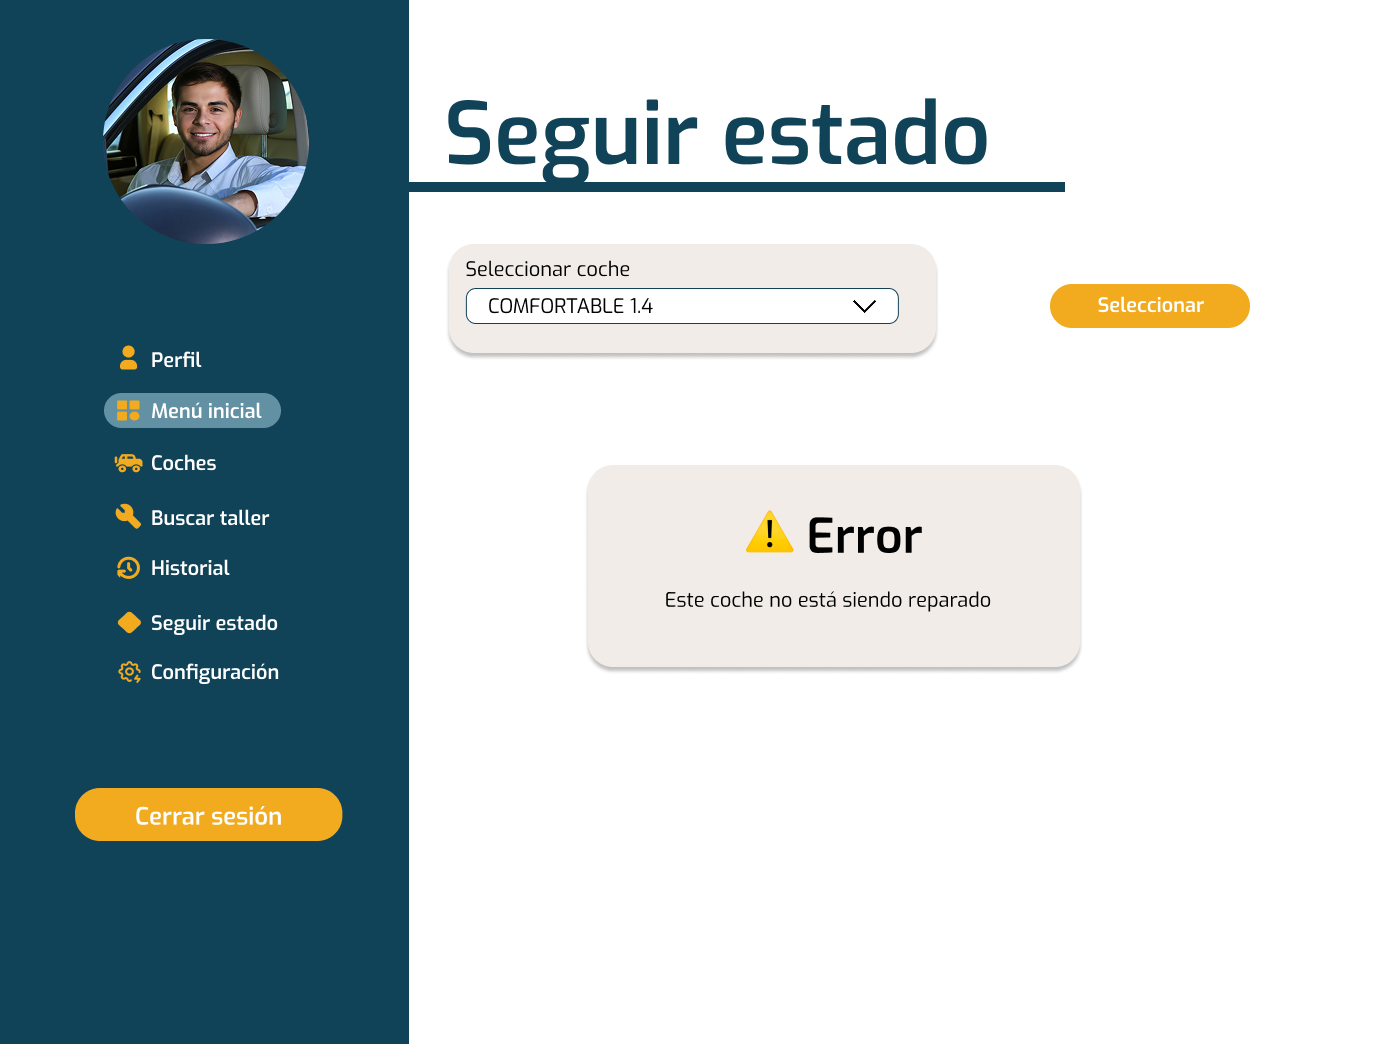 Seguir estado
Seleccionar coche
COMFORTABLE 1.4
Seleccionar
Perfil
Menú inicial
Coches
Buscar taller
Historial
Seguir estado
Configuración
Error
Este coche no está siendo reparado
Cerrar sesión